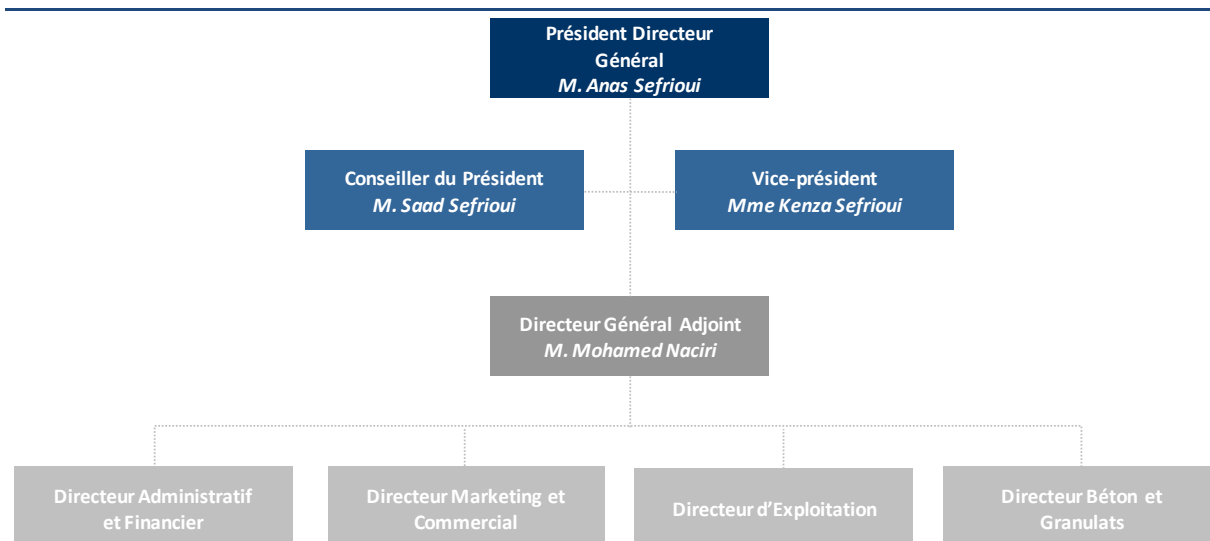 Président Directeur
Général
M. Anas Sefrioui
Conseiller du Président
M. Saad Sefrioui
Vice-président
Mme Kenza Sefrioui
Directeur Général Adjoint
M. Mohamed Naciri
Directeur Administratif
et Financier
Directeur Marketing et
Commercial
Directeur d'Exploitation
Directeur Béton et
Granulats